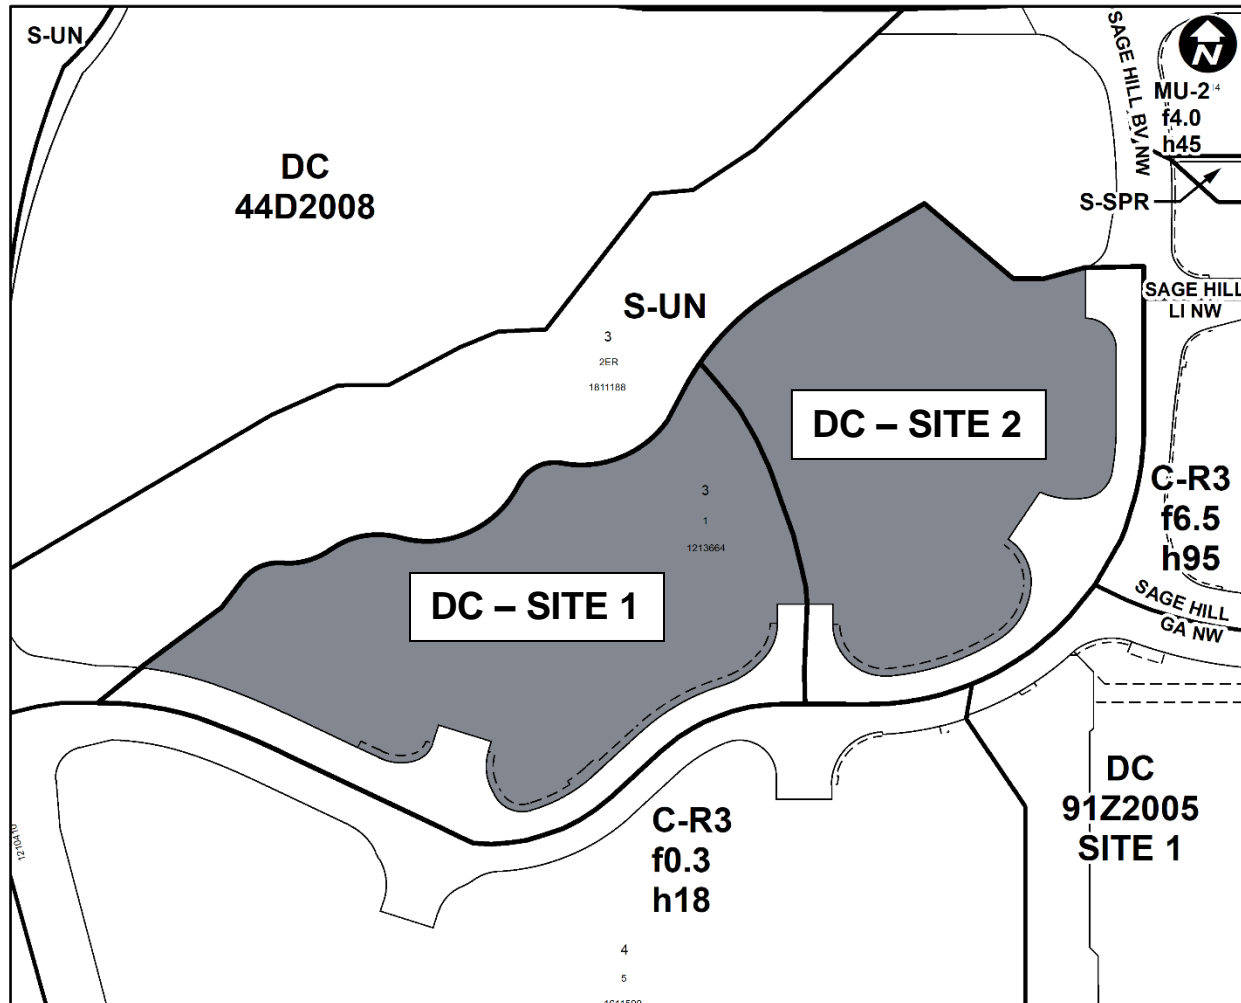 S-UN
N
SAGE HILL BV NW
MU-2
f4.0
h45
14
DC
44D2008
S-SPR
SAGE HILL
LI NW
S-UN
3
2ER
1811188
DC – SITE 2
C-R3
f6.5
h95
3
1
1213664
DC – SITE 1
SAGE HILL
GA NW
DC
91Z2005
SITE 1
C-R3
f0.3
h18
1210410
4
5